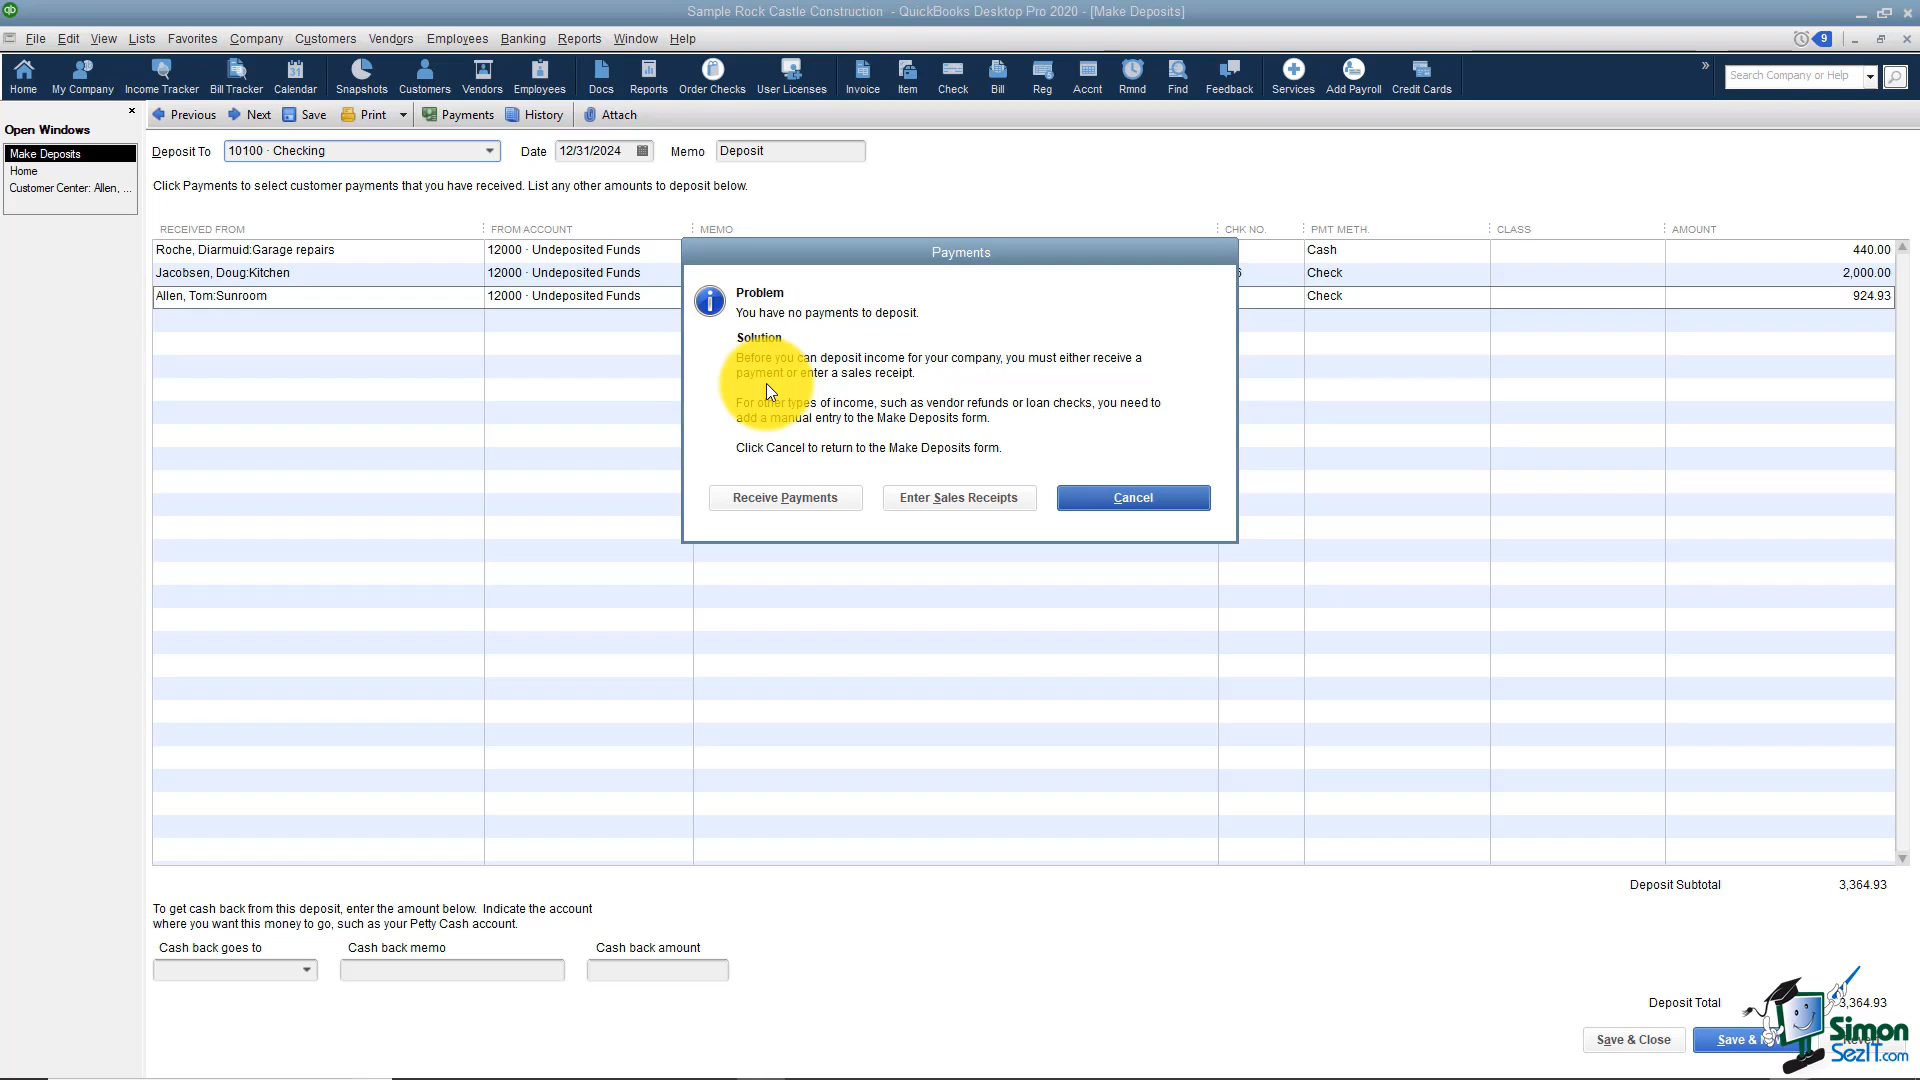 Sample Rock Castle Construction - QuickBooks Desktop Pro 2020 - [Make Deposits]
File Edit View Lists Favorites Company Customers Vendors Employees Banking Reports Window Help
9
Home My Company Income Tracker Bill Tracker Calendar Snapshots Customers Vendors Employees Docs Reports Order Checks User Licenses Invoice Item Check Bill Reg Accnt Rmnd Find Feedback Services Add Payroll Credit Cards
Search Company or Help
Previous Next Save Print Payments History Attach
Open Windows
Make Deposits
Home
Customer Center: Allen, ...
Deposit To 10100 · Checking Date 12/31/2024 Memo Deposit
Click Payments to select customer payments that you have received. List any other amounts to deposit below.
RECEIVED FROM FROM ACCOUNT MEMO CHK NO. PMT METH. CLASS AMOUNT
Roche, Diarmuid:Garage repairs 12000 · Undeposited Funds Cash 440.00
Jacobsen, Doug:Kitchen 12000 · Undeposited Funds Check 2,000.00
Allen, Tom:Sunroom 12000 · Undeposited Funds Check 924.93
Payments
Problem
You have no payments to deposit.
Solution
Before you can deposit income for your company, you must either receive a
payment or enter a sales receipt.
For other types of income, such as vendor refunds or loan checks, you need to
add a manual entry to the Make Deposits form.
Click Cancel to return to the Make Deposits form.
Receive Payments Enter Sales Receipts Cancel
Deposit Subtotal 3,364.93
To get cash back from this deposit, enter the amount below. Indicate the account
where you want this money to go, such as your Petty Cash account.
Cash back goes to Cash back memo Cash back amount
Deposit Total 3,364.93
Save & Close Save &
Simon
SezIT.com